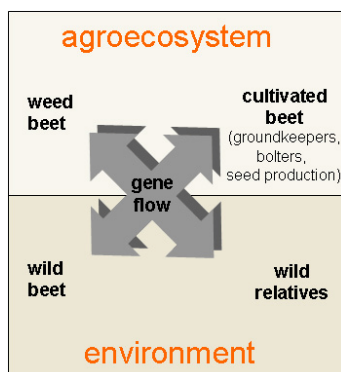 agroecosystem
weed
beet
cultivated
beet
(groundkeepers,
bolters,
seed production)
gene
flow
wild
beet
wild
relatives
environment